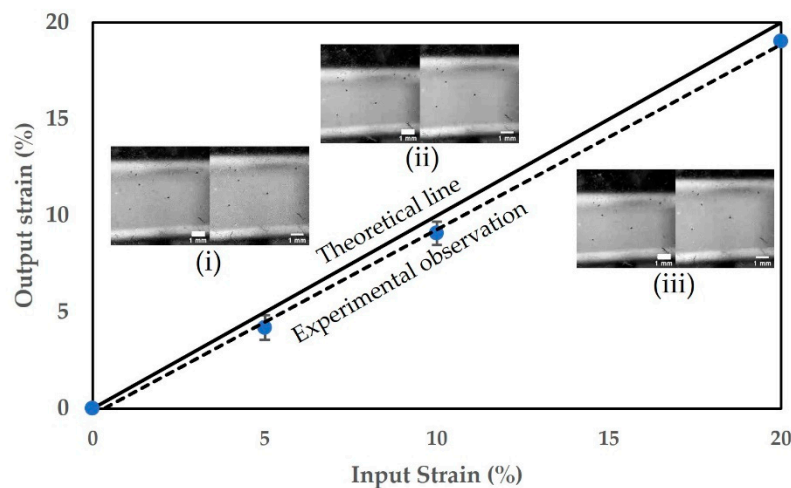 20
15
10
5
0
Output strain (%)
1 mm
1 mm
(i)
1 mm
1 mm
(ii)
1 mm
1 mm
(iii)
Theoretical line
Experimental observation
0
5
10
15
20
Input Strain (%)